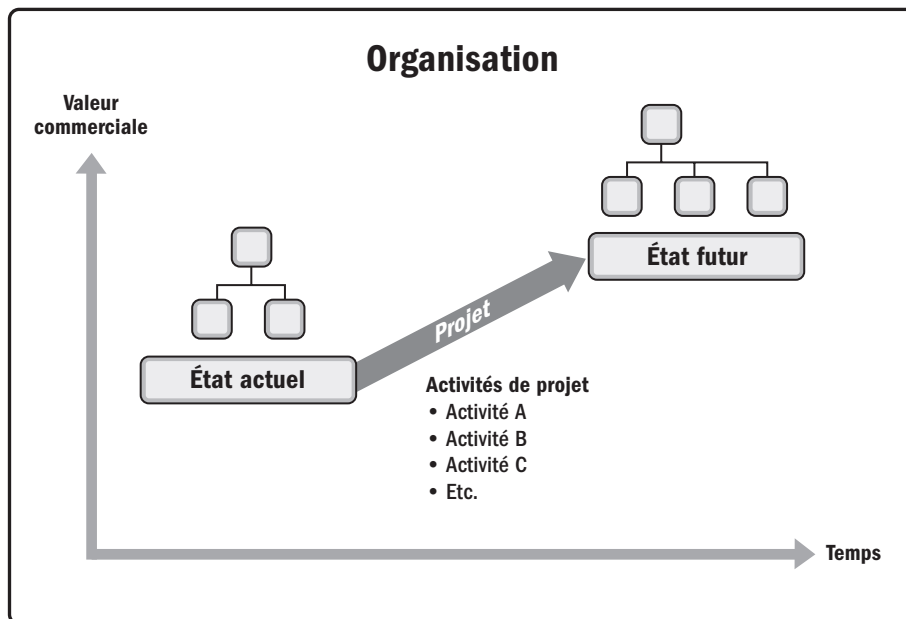 Organisation
Valeur
commerciale
État futur
Projet
État actuel
Activités de projet
• Activité A
• Activité B
• Activité C
• Etc.
Temps